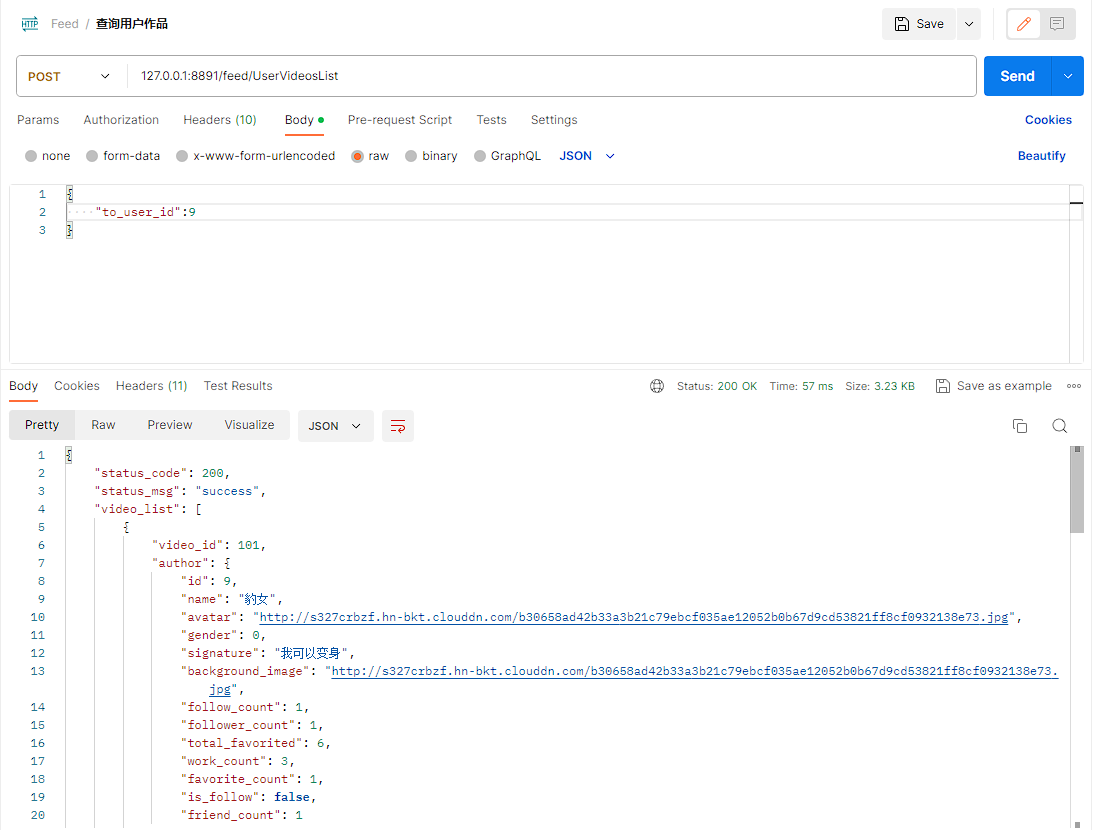 HTTP Feed / 查询用户作品 Save
POST 127.0.0.1:8891/feed/UserVideosList Send
Params Authorization Headers (10) Body Pre-request Script Tests Settings Cookies
none form-data x-www-form-urlencoded raw binary GraphQL JSON Beautify
1 {
2 "to_user_id":9
3 }
Body Cookies Headers (11) Test Results Status: 200 OK Time: 57 ms Size: 3.23 KB Save as example
Pretty Raw Preview Visualize JSON
1 {
2 "status_code": 200,
3 "status_msg": "success",
4 "video_list": [
5 {
6 "video_id": 101,
7 "author": {
8 "id": 9,
9 "name": "豹女",
10 "avatar": "http://s327crbzf.hn-bkt.clouddn.com/b30658ad42b33a3b21c79ebcf035ae12052b0b67d9cd53821ff8cf0932138e73.jpg",
11 "gender": 0,
12 "signature": "我可以变身",
13 "background_image": "http://s327crbzf.hn-bkt.clouddn.com/b30658ad42b33a3b21c79ebcf035ae12052b0b67d9cd53821ff8cf0932138e73.
jpg",
14 "follow_count": 1,
15 "follower_count": 1,
16 "total_favorited": 6,
17 "work_count": 3,
18 "favorite_count": 1,
19 "is_follow": false,
20 "friend_count": 1